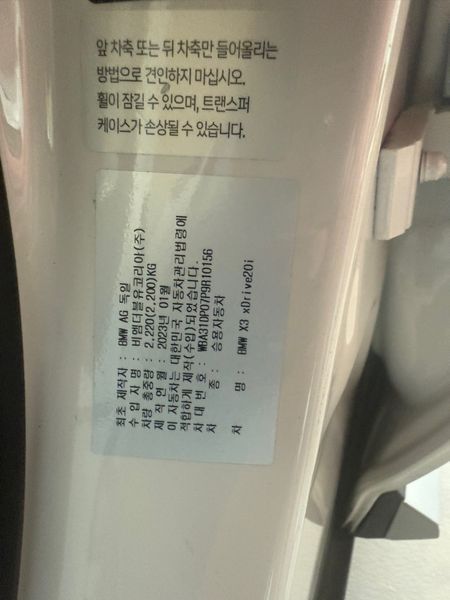 앞 차축 또는 뒤 차축만 들어올리는
방법으로 견인하지 마십시오.
휠이 잠길 수 있으며, 트랜스퍼
케이스가 손상될 수 있습니다.
최초 제작자 : BMW AG 독일
수 입 자 명 : 비엠더블유코리아(주)
차량 총중량 : 2,220(2,200)KG
제 작 연 월 : 2023년 01월
이 자동차는 대한민국 자동차관리법령에
적합하게 제작(수입)되었습니다.
차 대 번 호 : WBA31DP07P9R10156
차 종 : 승용자동차
차 명 : BMW X3 xDrive20i